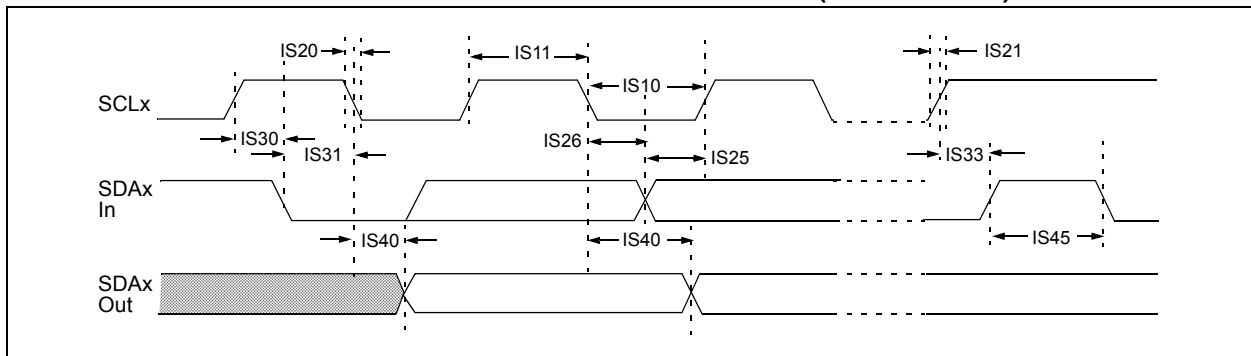 IS20
IS11
IS21
IS10
SCLx
IS30
IS31
IS26
IS25
IS33
SDAx
In
IS40
IS40
IS45
SDAx
Out